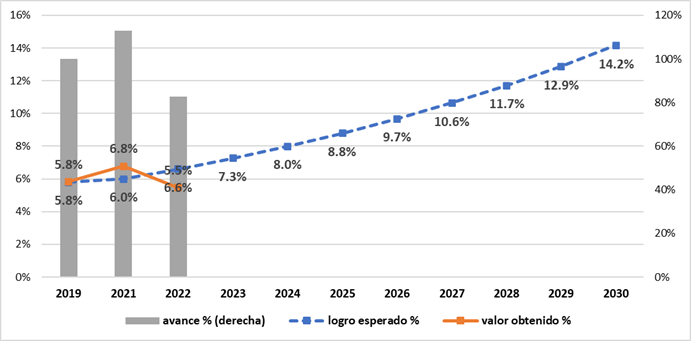 16% 120%
14% 100%
12% 80%
10% 60%
8% 40%
6% 20%
4% 0%
2%
0%
5.8% 6.8% 5.5%
5.8% 6.0% 6.6% 7.3% 8.0% 8.8% 9.7% 10.6% 11.7% 12.9% 14.2%
2019 2021 2022 2023 2024 2025 2026 2027 2028 2029 2030
avance % (derecha) logro esperado % valor obtenido %